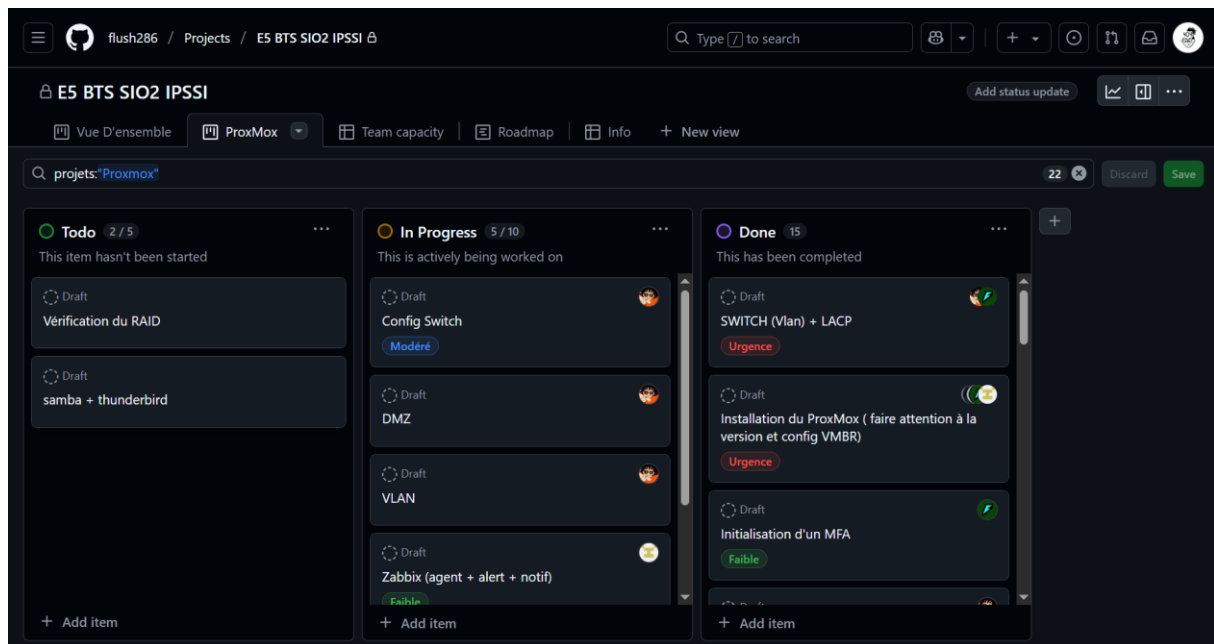 flush286 / Projects / E5 BTS SIO2 IPSSI
Type / to search
E5 BTS SIO2 IPSSI
Add status update
Vue D'ensemble
ProxMox
Team capacity
Roadmap
Info
+ New view
projets:"Proxmox"
22
Discard
Save
Todo 2 / 5
This item hasn't been started
Draft
Vérification du RAID
Draft
samba + thunderbird
+ Add item
In Progress 5 / 10
This is actively being worked on
Draft
Config Switch
Modéré
Draft
DMZ
Draft
VLAN
Draft
Zabbix (agent + alert + notif)
Faible
+ Add item
Done 15
This has been completed
Draft
SWITCH (Vlan) + LACP
Urgence
Draft
Installation du ProxMox ( faire attention à la
version et config VMBR)
Urgence
Draft
Initialisation d'un MFA
Faible
+ Add item